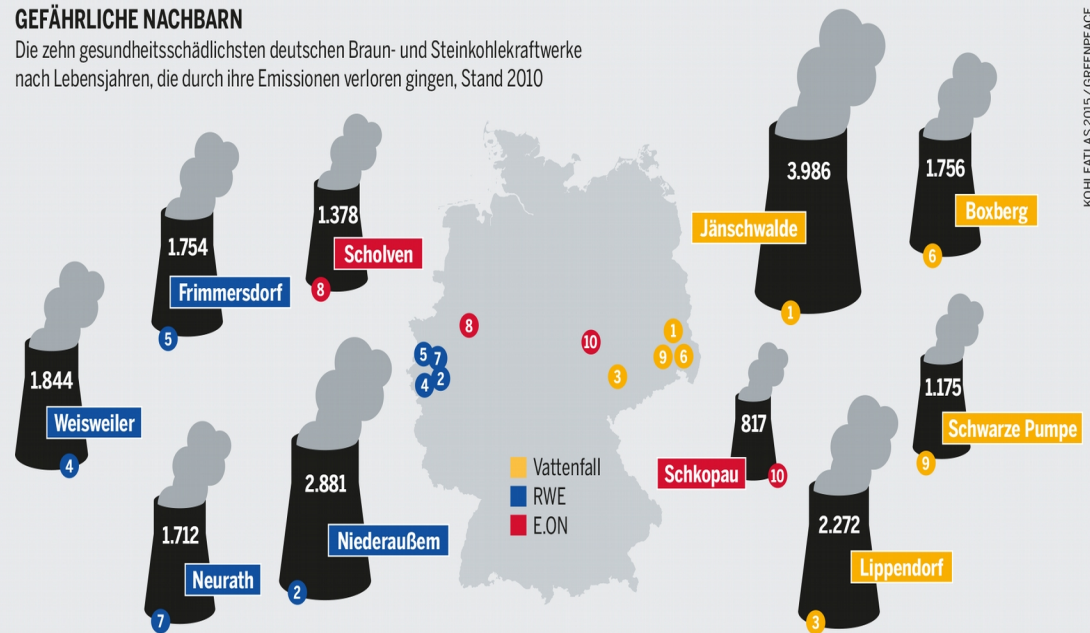 GEFÄHRLICHE NACHBARN
Die zehn gesundheitsschädlichsten deutschen Braun- und Steinkohlekraftwerke
nach Lebensjahren, die durch ihre Emissionen verloren gingen, Stand 2010
KOHLEATLAS 2015 / GREENPEACE
3.986
Jänschwalde
1
1.756
Boxberg
6
1.378
Scholven
8
1.754
Frimmersdorf
5
1.844
Weisweiler
4
1.712
Neurath
7
2.881
Niederaußem
2
8
5
7
4
2
10
1
9
6
3
Vattenfall
RWE
E.ON
817
Schkopau
10
1.175
Schwarze Pumpe
9
2.272
Lippendorf
3